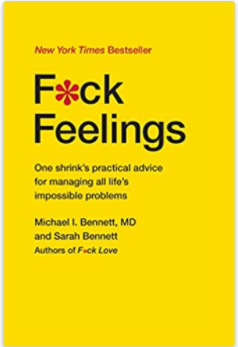 New York Times Bestseller
F*ck
Feelings
One shrink's practical advice
for managing all life's
impossible problems
Michael I. Bennett, MD
and Sarah Bennett
Authors of F*ck Love